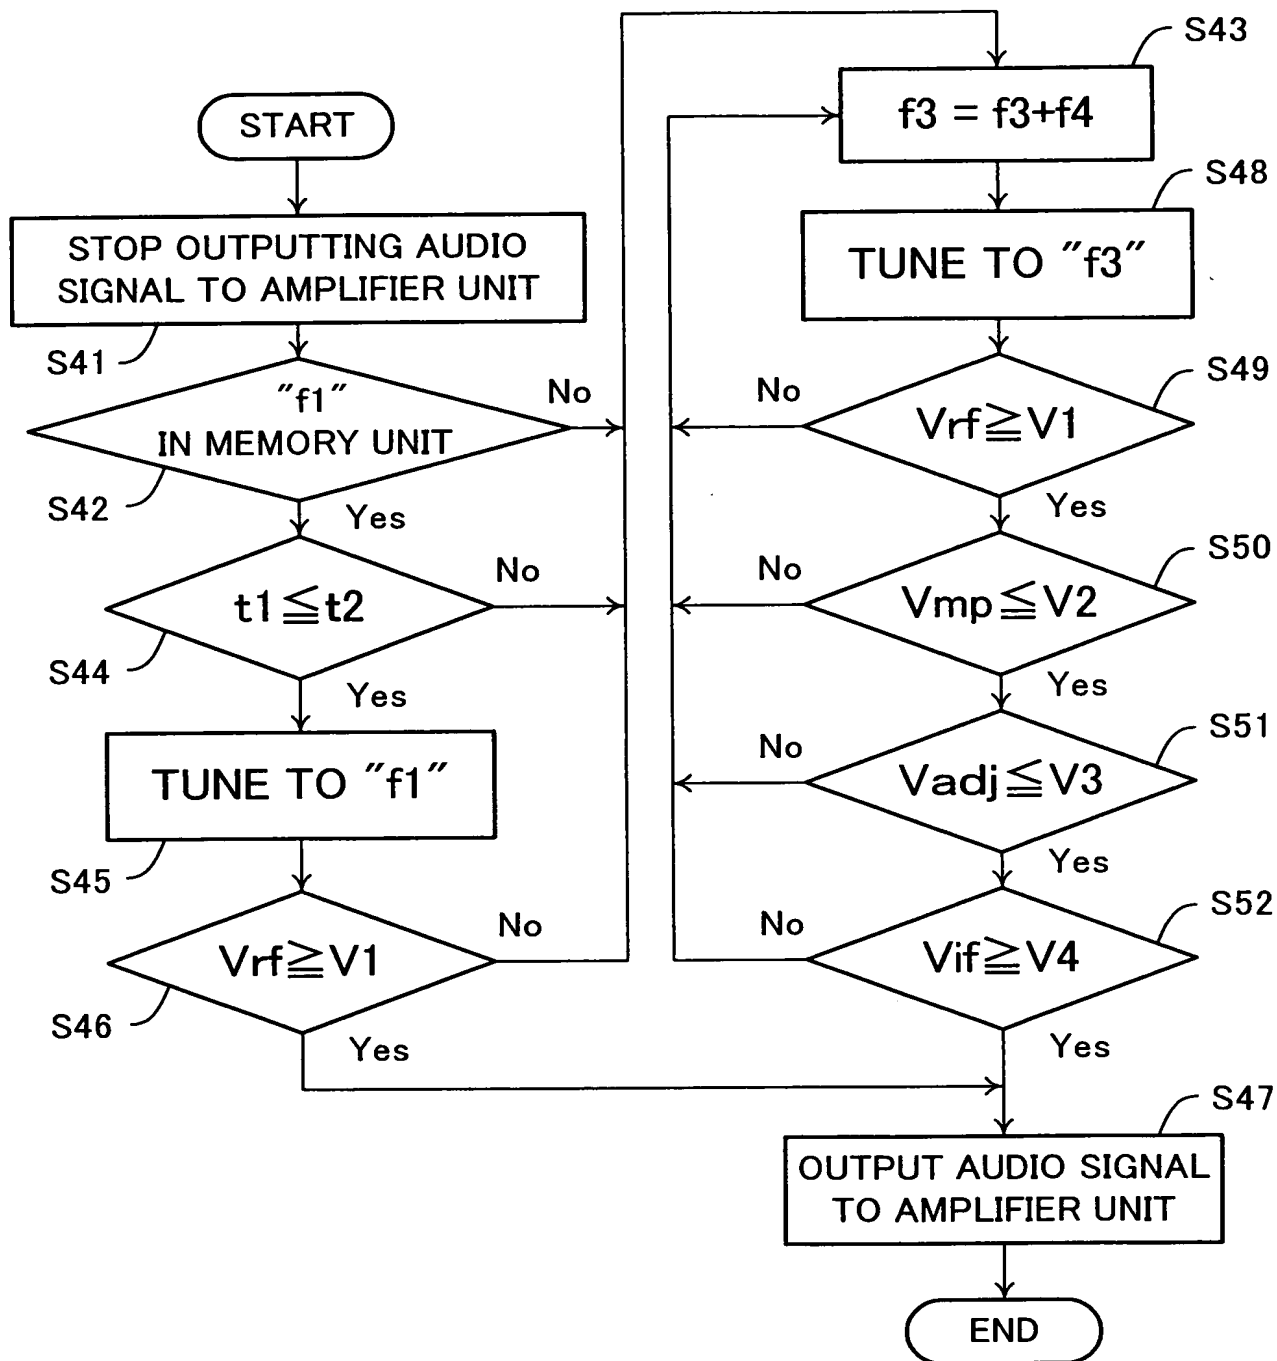 START
STOP OUTPUTTING AUDIO
SIGNAL TO AMPLIFIER UNIT
S41
"f1"
IN MEMORY UNIT
No
S42
Yes
t1≦t2
No
S44
Yes
TUNE TO "f1"
S45
Vrf≧V1
No
S46
Yes
S43
f3 = f3+f4
S48
TUNE TO "f3"
S49
No
Vrf≧V1
Yes
S50
No
Vmp≦V2
Yes
S51
No
Vadj≦V3
Yes
S52
No
Vif≧V4
Yes
S47
OUTPUT AUDIO SIGNAL
TO AMPLIFIER UNIT
END